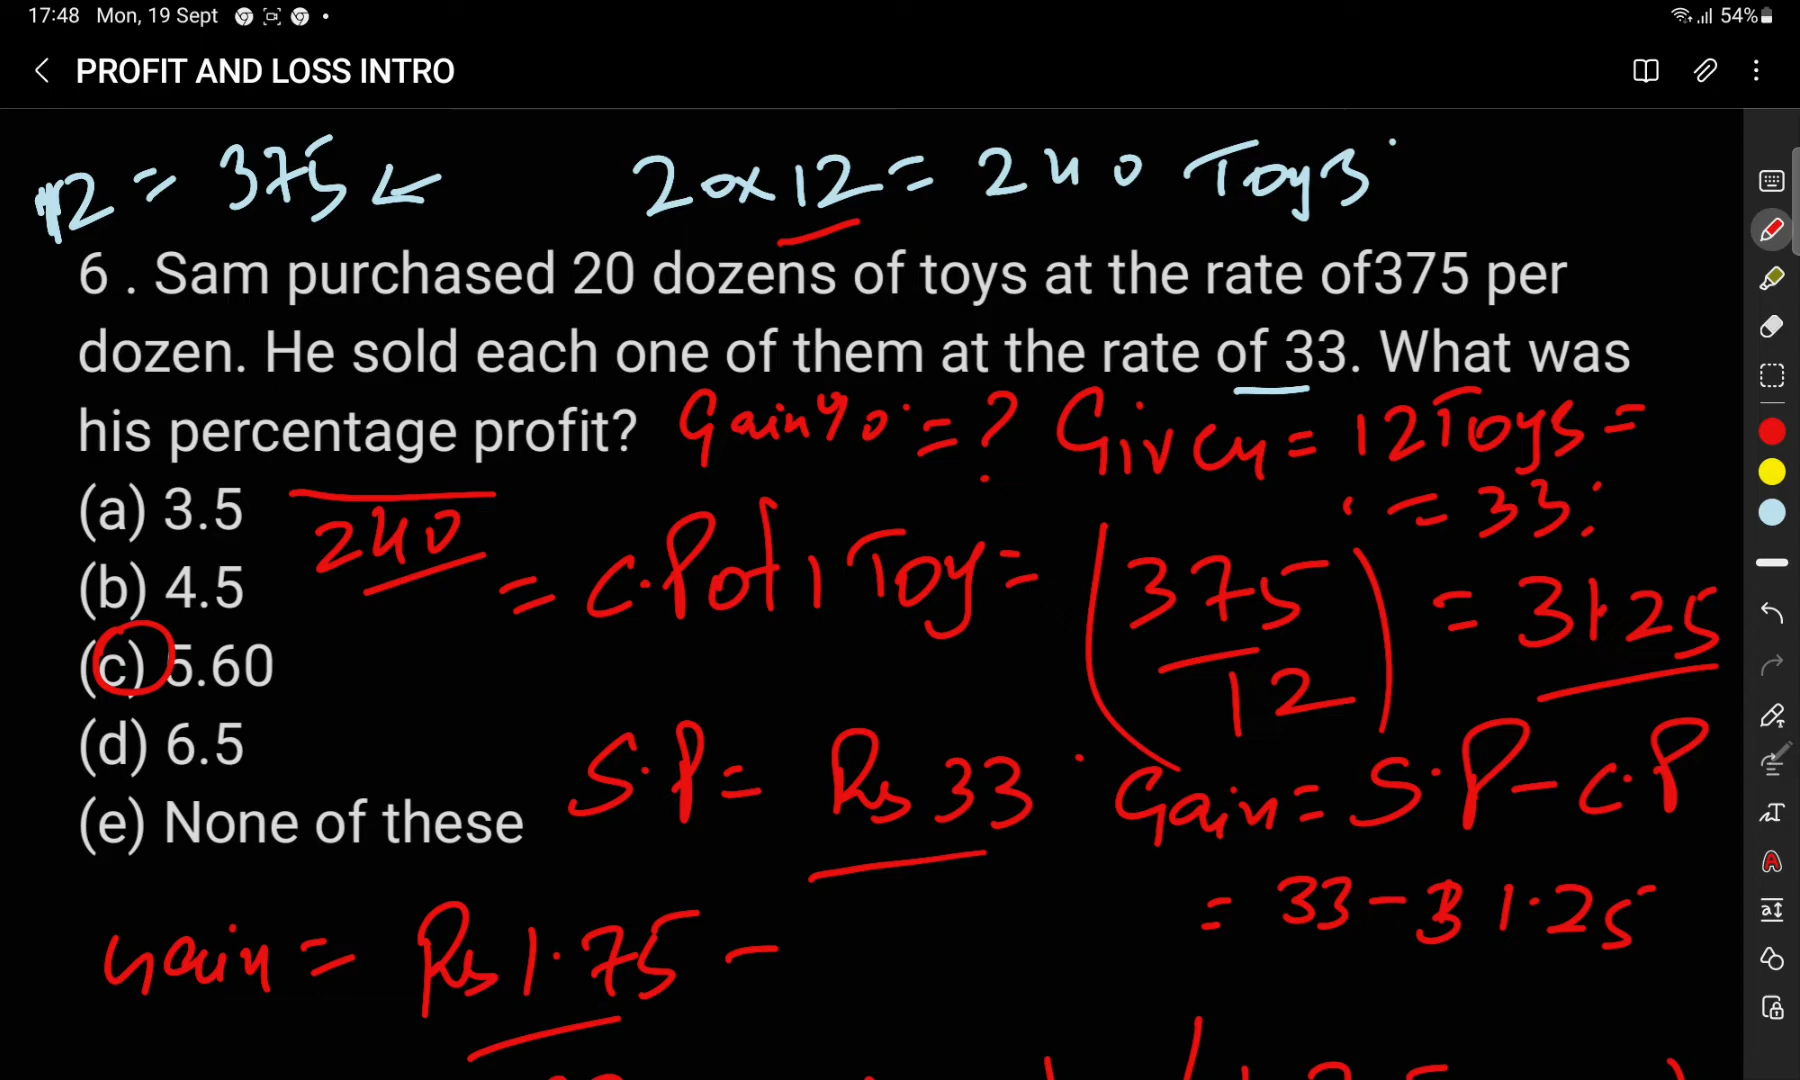 17:48 Mon, 19 Sept 54%
PROFIT AND LOSS INTRO
12 = 375 20x12 = 240 Toys
6 . Sam purchased 20 dozens of toys at the rate of375 per
dozen. He sold each one of them at the rate of 33. What was
his percentage profit? Gain % = ? Given = 12 Toys =
(a) 3.5 = 33
240 = C.P of 1 Toy = (375/12) = 31.25
(b) 4.5
(c) 5.60
(d) 6.5
S.P = Rs 33 Gain = S.P - C.P
(e) None of these
= 33 - 31.25
Gain = Rs 1.75 -